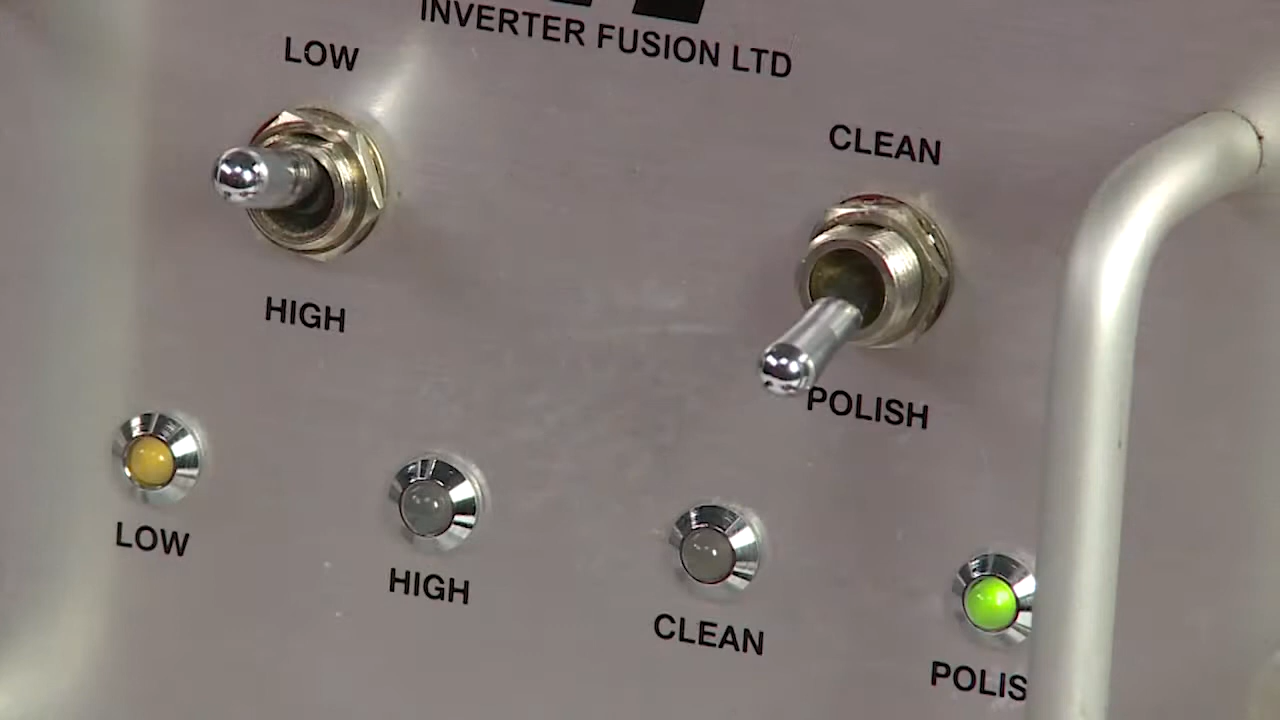 INVERTER FUSION LTD
LOW
CLEAN
HIGH
POLISH
LOW
HIGH
CLEAN
POLIS